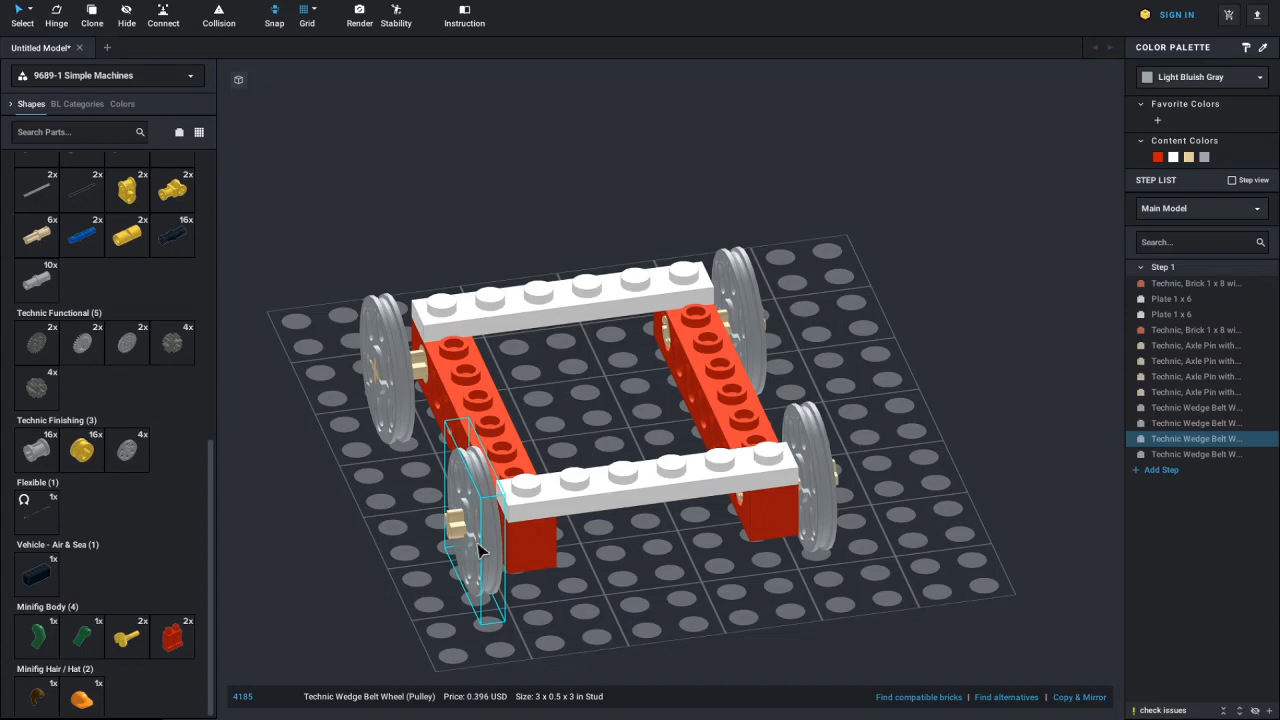 Select
Hinge
Clone
Hide
Connect
Collision
Snap
Grid
Render
Stability
Instruction
SIGN IN
Untitled Model*
COLOR PALETTE
9689-1 Simple Machines
Light Bluish Gray
Shapes
BL Categories
Colors
Favorite Colors
Search Parts...
Content Colors
STEP LIST
Step view
2x
2x
2x
2x
Main Model
6x
2x
2x
16x
Search...
10x
Step 1
Technic, Brick 1 x 8 wi...
Plate 1 x 6
Plate 1 x 6
Technic Functional (5)
Technic, Brick 1 x 8 wi...
2x
2x
2x
4x
Technic, Axle Pin with...
Technic, Axle Pin with...
4x
Technic, Axle Pin with...
Technic, Axle Pin with...
Technic Wedge Belt W...
Technic Finishing (3)
Technic Wedge Belt W...
16x
16x
4x
Technic Wedge Belt W...
Technic Wedge Belt W...
Add Step
Flexible (1)
1x
Vehicle - Air & Sea (1)
1x
Minifig Body (4)
1x
1x
2x
2x
Minifig Hair / Hat (2)
1x
1x
4185
Technic Wedge Belt Wheel (Pulley)
Price: 0.396 USD
Size: 3 x 0.5 x 3 in Stud
Find compatible bricks
Find alternatives
Copy & Mirror
check issues